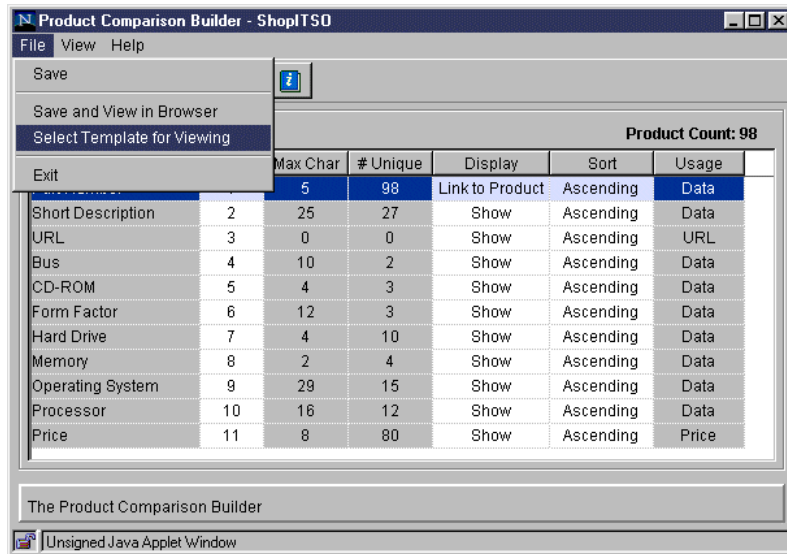 Product Comparison Builder - ShopITSO
File View Help
Save
Save and View in Browser
Select Template for Viewing
Exit
Product Count: 98
Max Char # Unique Display Sort Usage
5 98 Link to Product Ascending Data
Short Description 2 25 27 Show Ascending Data
URL 3 0 0 Show Ascending URL
Bus 4 10 2 Show Ascending Data
CD-ROM 5 4 3 Show Ascending Data
Form Factor 6 12 3 Show Ascending Data
Hard Drive 7 4 10 Show Ascending Data
Memory 8 2 4 Show Ascending Data
Operating System 9 29 15 Show Ascending Data
Processor 10 16 12 Show Ascending Data
Price 11 8 80 Show Ascending Price
The Product Comparison Builder
Unsigned Java Applet Window